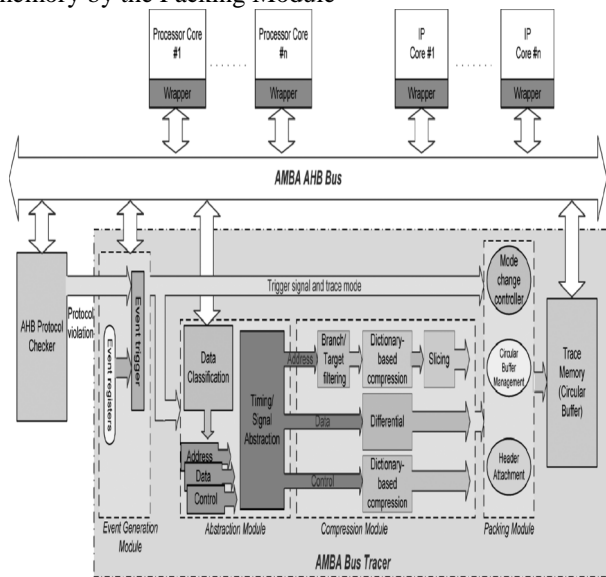 memory by the Packing Module
Processor Core
#1
Wrapper
Processor Core
#n
Wrapper
IP
Core #1
Wrapper
IP
Core #n
Wrapper
AMBA AHB Bus
AHB Protocol
Checker
Protocol
violation
Event registers
Event trigger
Event Generation
Module
Trigger signal and trace mode
Data
Classification
Address
Data
Control
Timing/
Signal
Abstraction
Abstraction Module
Address
Branch/
Target
filtering
Dictionary-
based
compression
Slicing
Data
Differential
Control
Dictionary-
based
compression
Compression Module
Mode
change
controller
Circular
Buffer
Management
Header
Attachment
Packing Module
Trace
Memory
(Circular
Buffer)
AMBA Bus Tracer